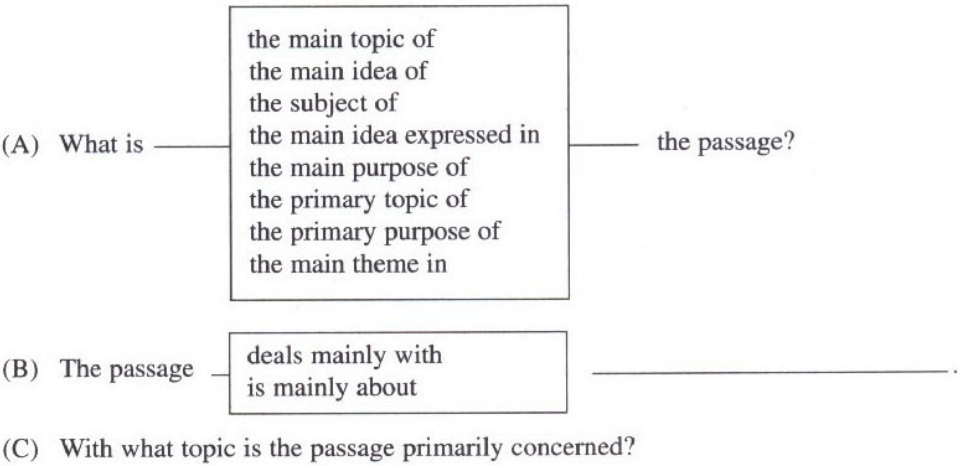 the main topic of
the main idea of
the subject of
(A) What is the main idea expressed in the passage?
the main purpose of
the primary topic of
the primary purpose of
the main theme in
(B) The passage
deals mainly with
is mainly about
.
(C) With what topic is the passage primarily concerned?